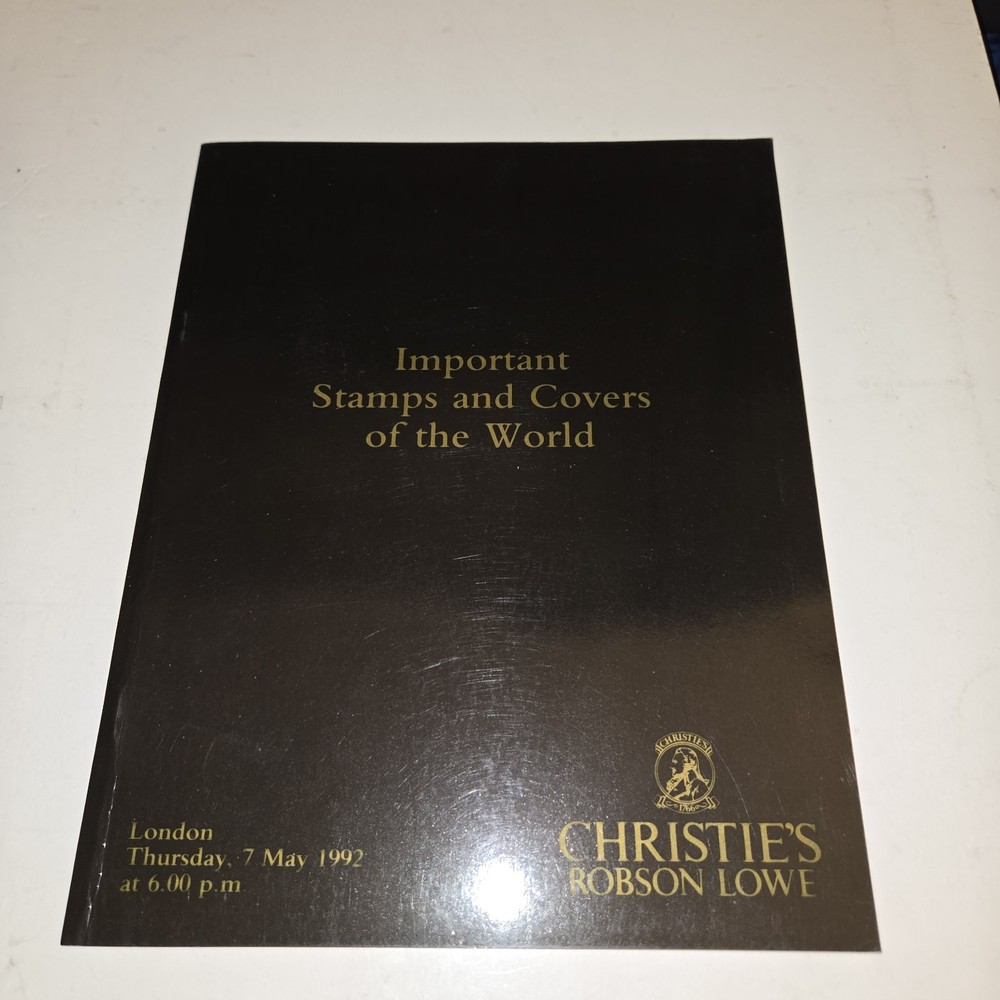 Important
Stamps and Covers
of the World
London
Thursday, 7 May 1992
at 6.00 p.m
CHRISTIE'S
1766
CHRISTIE'S
ROBSON LOWE